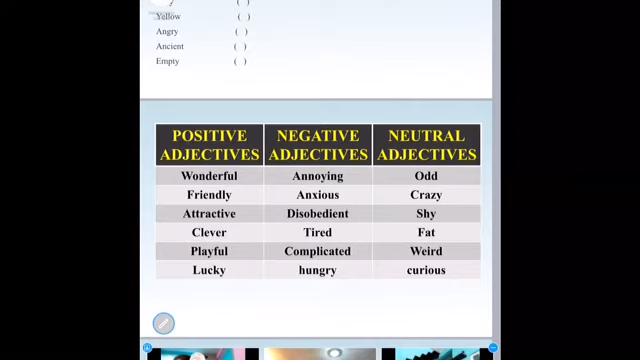 ( )
Yellow ( )
Angry ( )
Ancient ( )
Empty ( )
POSITIVE ADJECTIVES NEGATIVE ADJECTIVES NEUTRAL ADJECTIVES
Wonderful Annoying Odd
Friendly Anxious Crazy
Attractive Disobedient Shy
Clever Tired Fat
Playful Complicated Weird
Lucky hungry curious